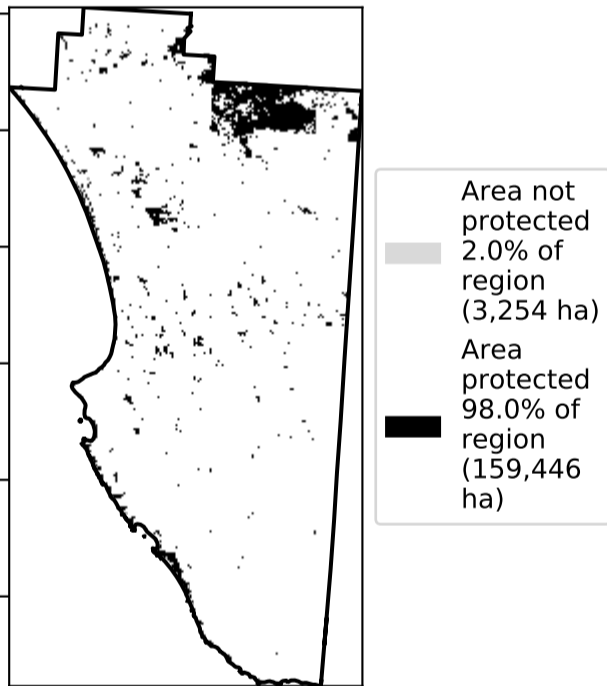 Area not
protected
2.0% of
region
(3,254 ha)
Area
protected
98.0% of
region
(159,446
ha)